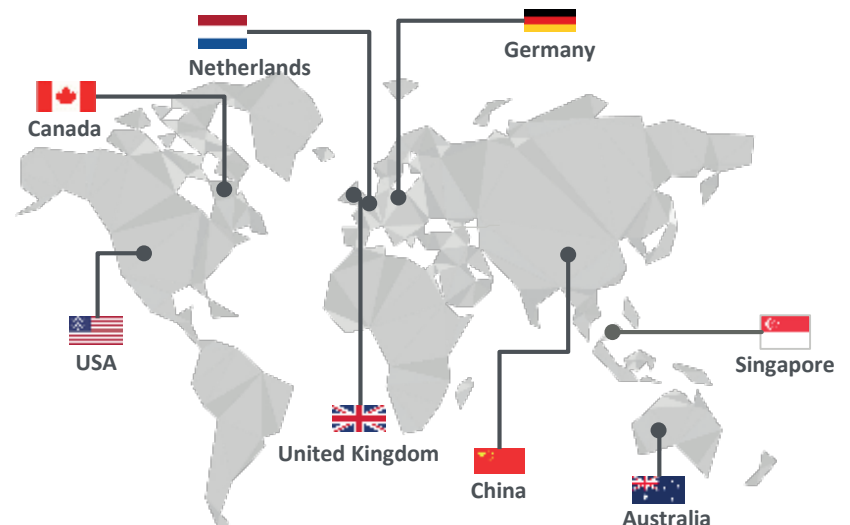 Germany
Netherlands
Canada
USA
Singapore
United Kingdom
China
Australia